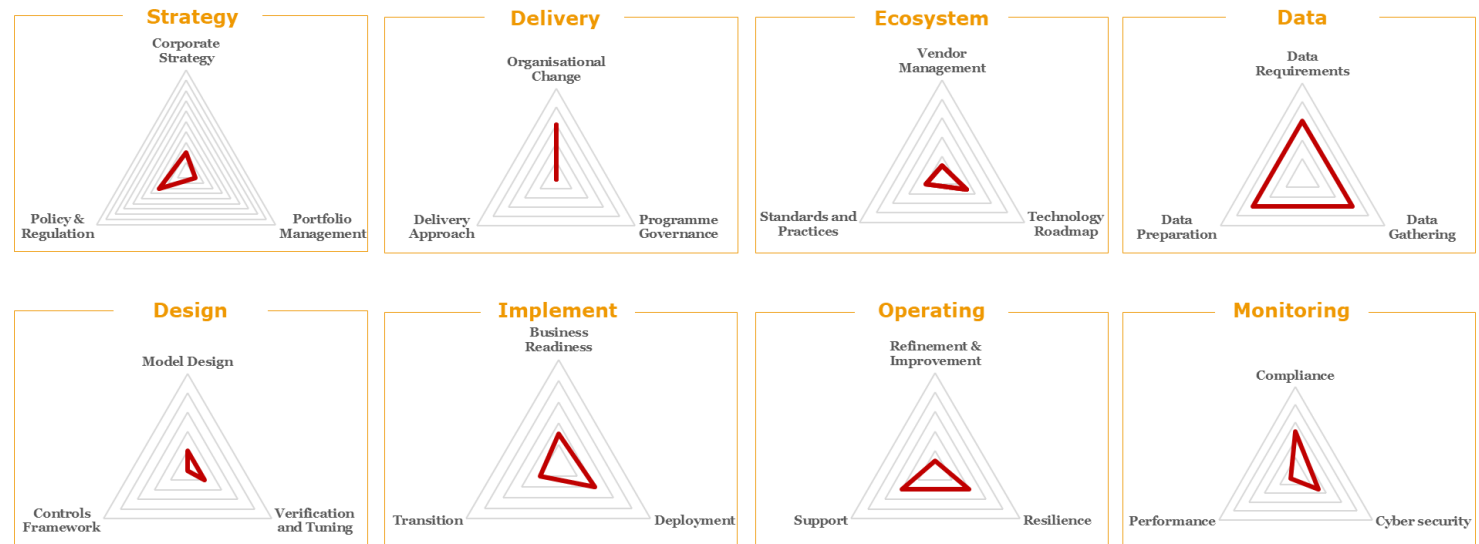 Strategy
Corporate
Strategy
Policy &
Regulation
Portfolio
Management
Delivery
Organisational
Change
Delivery
Approach
Programme
Governance
Ecosystem
Vendor
Management
Standards and
Practices
Technology
Roadmap
Data
Data
Requirements
Data
Preparation
Data
Gathering
Design
Model Design
Controls
Framework
Verification
and Tuning
Implement
Business
Readiness
Transition
Deployment
Operating
Refinement &
Improvement
Support
Resilience
Monitoring
Compliance
Performance
Cyber security